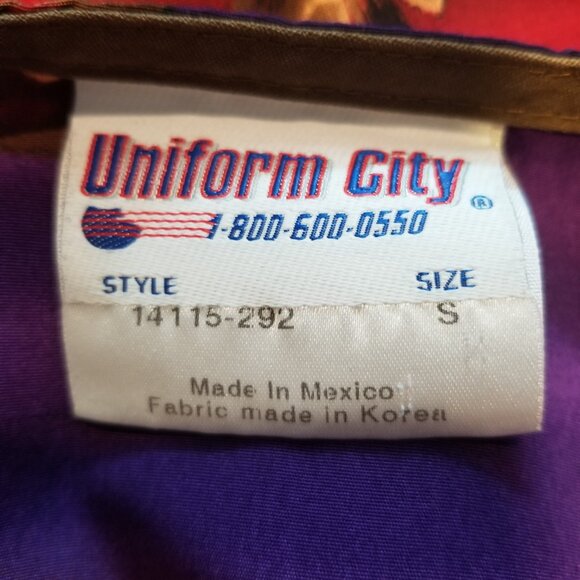 Uniform City ®
1-800-600-0550
STYLE SIZE
14115-292 S
Made In Mexico
Fabric made in Korea